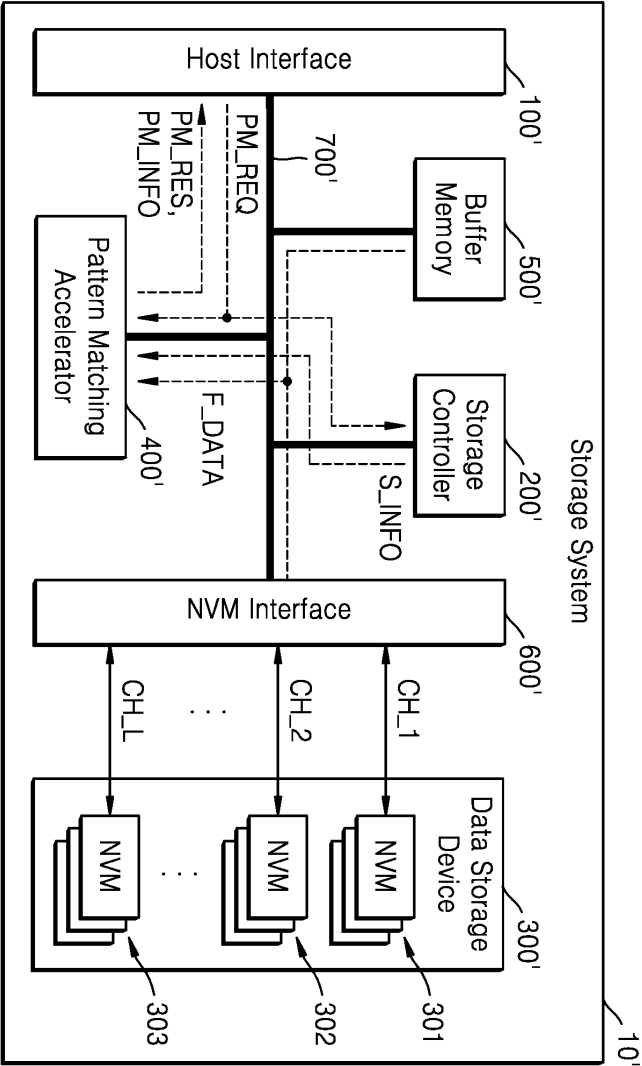 10'
Storage System
100'
500'
200'
600'
300'
Host Interface
Buffer
Memory
Storage
Controller
S_INFO
NVM Interface
Data Storage
Device
700'
PM_REQ
PM_RES,
PM_INFO
F_DATA
Pattern Matching
Accelerator
400'
CH_1
NVM
301
CH_2
NVM
302
. . .
. . .
CH_L
NVM
303